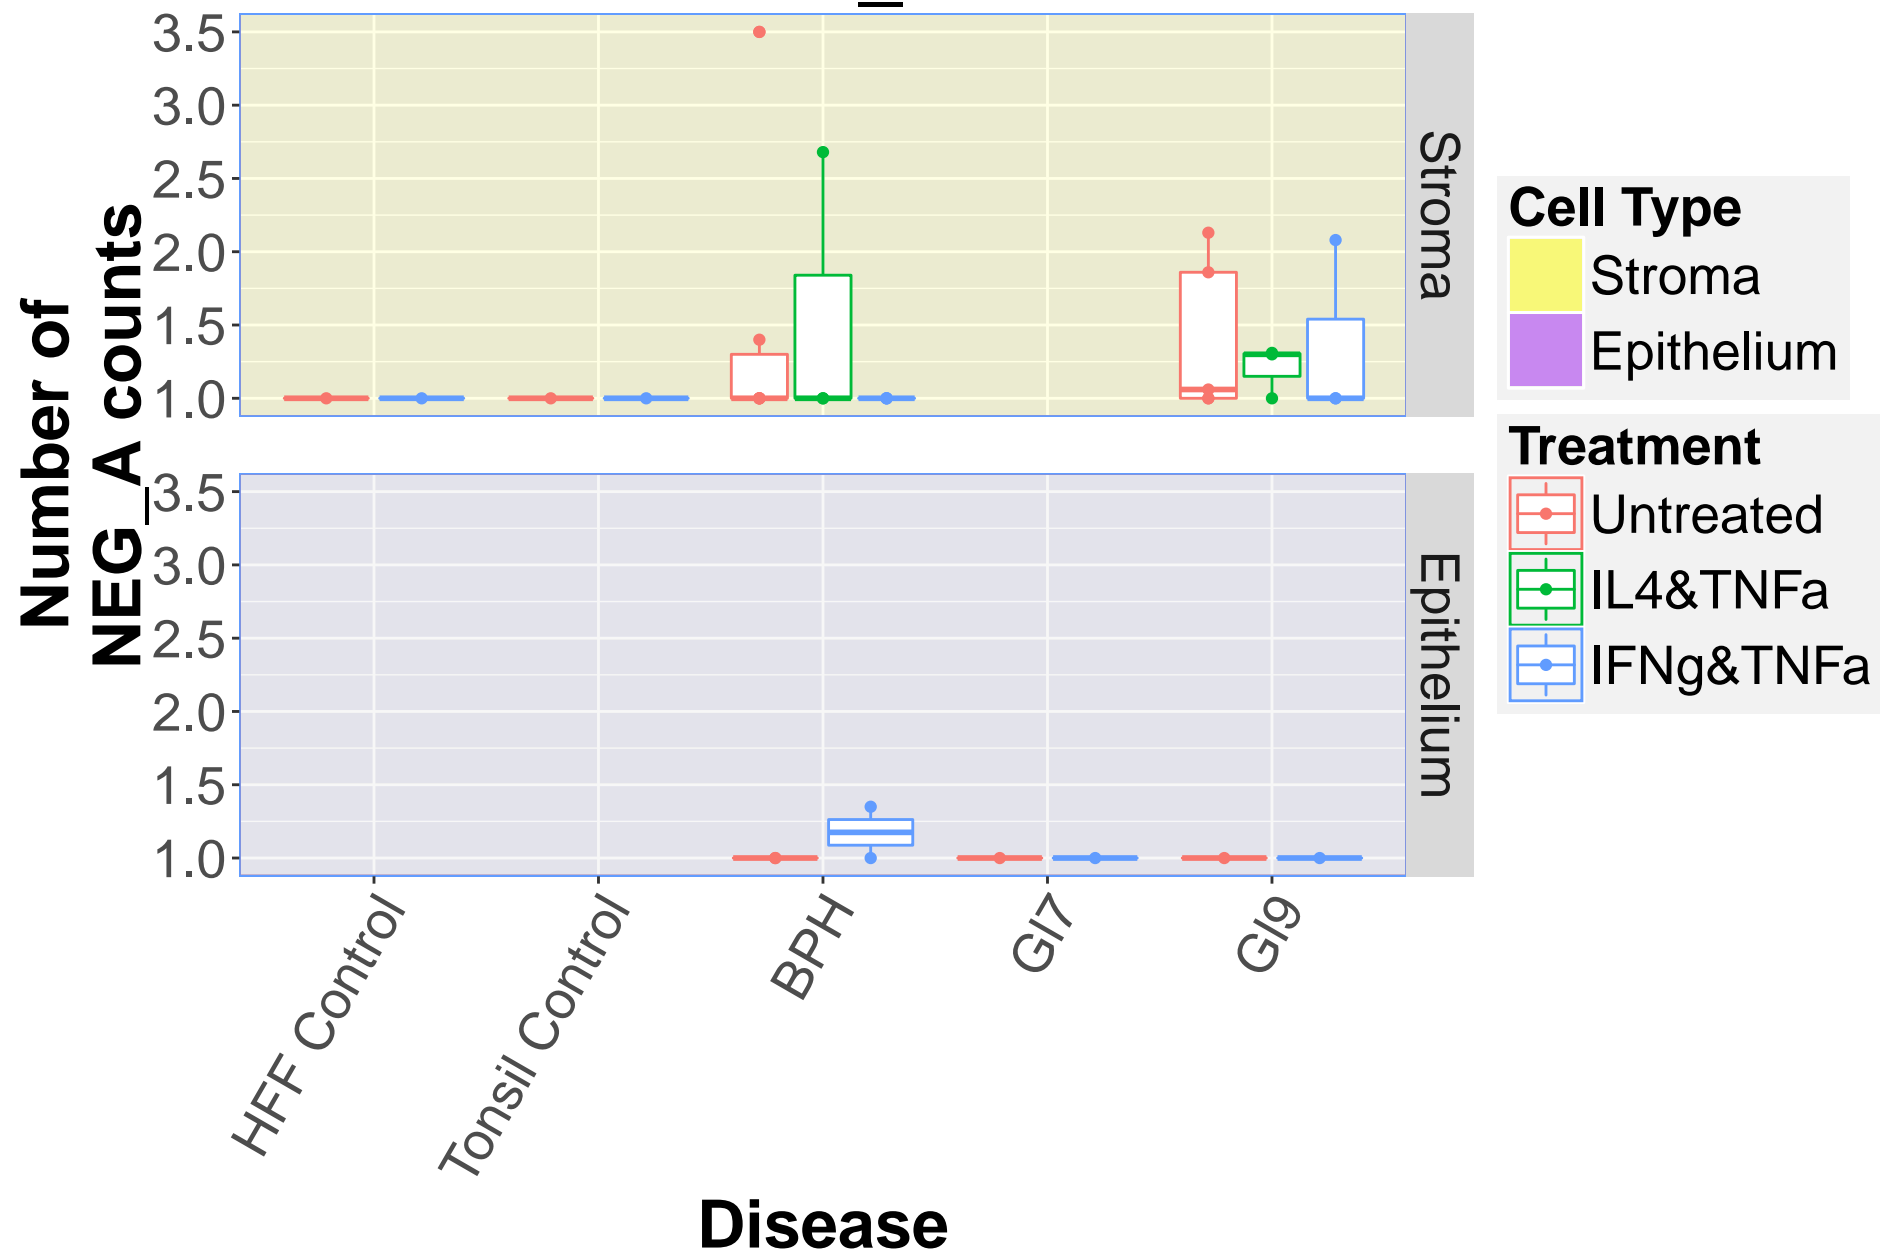 Number of
NEG_A counts
3.5
3.0
2.5
2.0
1.5
1.0
Stroma
3.5
3.0
2.5
2.0
1.5
1.0
Epithelium
HFF Control
Tonsil Control
BPH
Gl7
Gl9
Disease
Cell Type
Stroma
Epithelium
Treatment
Untreated
IL4&TNFa
IFNg&TNFa